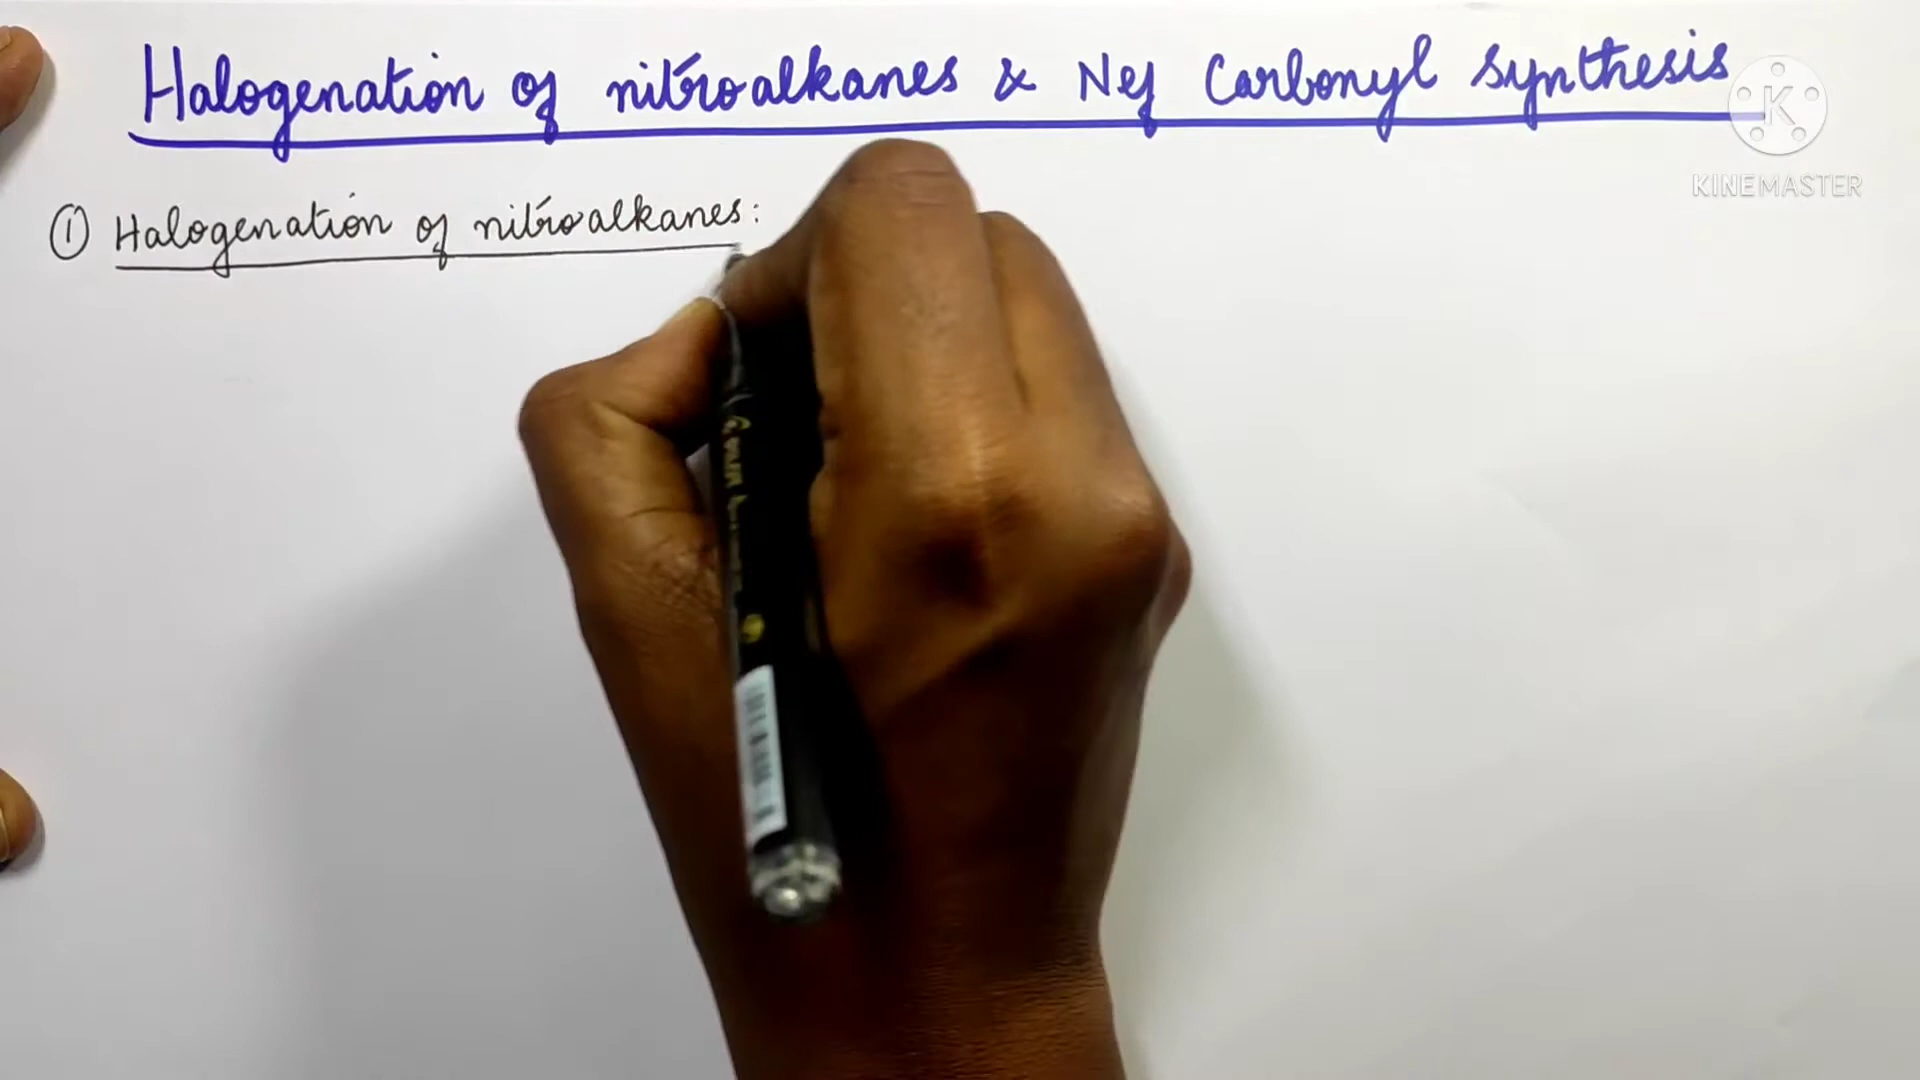 Halogenation of nitroalkanes & Nef Carbonyl synthesis
K
KINEMASTER
① Halogenation of nitroalkanes: